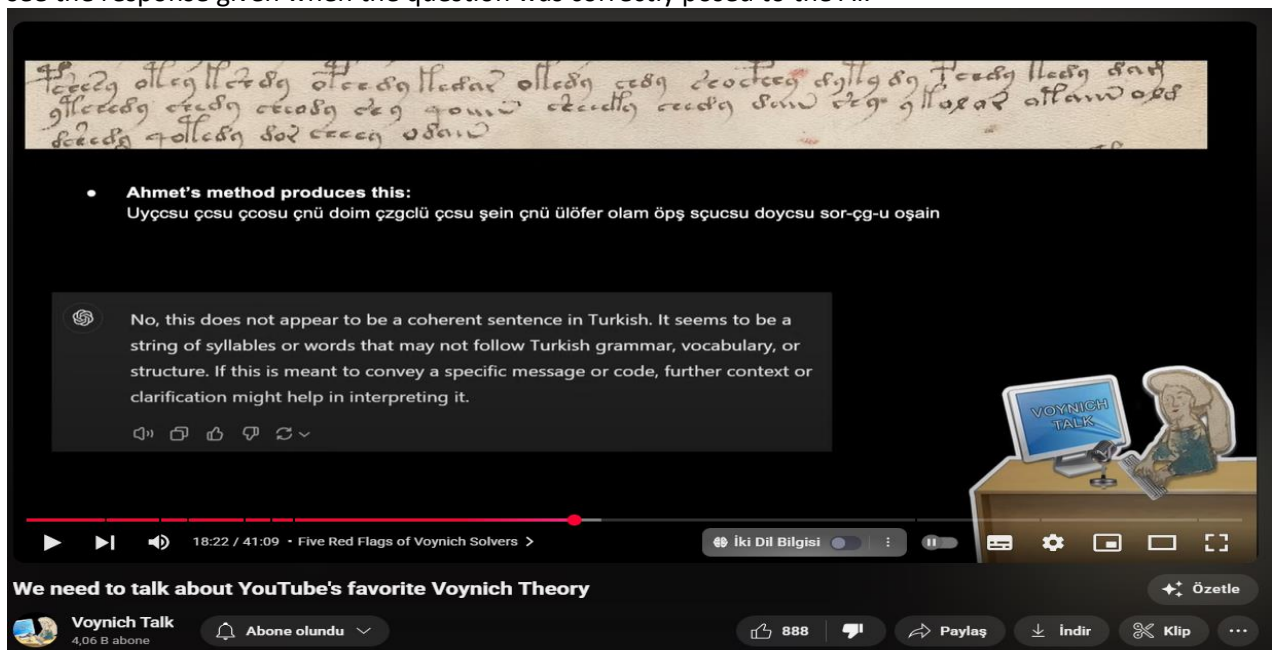 see the response given when the question was correctly posed to the AI.
• Ahmet's method produces this:
Uyçcsu çcsu çcosu çnü doim çzgclü çcsu şein çnü ülöfer olam öpş sçucsu doycsu sor-çg-u oşain
No, this does not appear to be a coherent sentence in Turkish. It seems to be a
string of syllables or words that may not follow Turkish grammar, vocabulary, or
structure. If this is meant to convey a specific message or code, further context or
clarification might help in interpreting it.
VOYNICH
TALK
18:22 / 41:09 • Five Red Flags of Voynich Solvers >
İki Dil Bilgisi
We need to talk about YouTube's favorite Voynich Theory
Özetle
Voynich Talk
4,06 B abone
Abone olundu
888
Paylaş
İndir
Klip